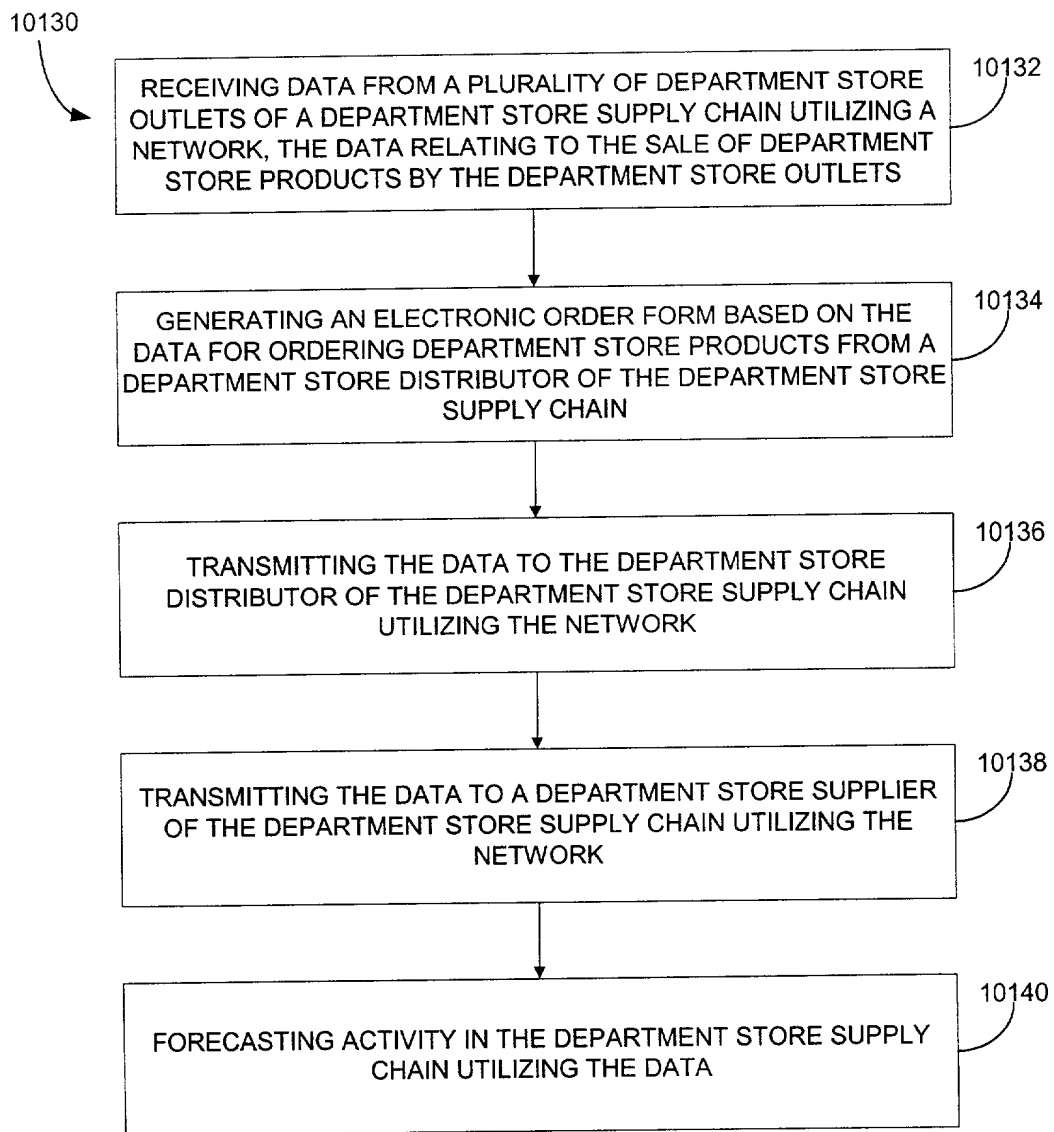 10130
10132
RECEIVING DATA FROM A PLURALITY OF DEPARTMENT STORE
OUTLETS OF A DEPARTMENT STORE SUPPLY CHAIN UTILIZING A
NETWORK, THE DATA RELATING TO THE SALE OF DEPARTMENT
STORE PRODUCTS BY THE DEPARTMENT STORE OUTLETS
10134
GENERATING AN ELECTRONIC ORDER FORM BASED ON THE
DATA FOR ORDERING DEPARTMENT STORE PRODUCTS FROM A
DEPARTMENT STORE DISTRIBUTOR OF THE DEPARTMENT STORE
SUPPLY CHAIN
10136
TRANSMITTING THE DATA TO THE DEPARTMENT STORE
DISTRIBUTOR OF THE DEPARTMENT STORE SUPPLY CHAIN
UTILIZING THE NETWORK
10138
TRANSMITTING THE DATA TO A DEPARTMENT STORE SUPPLIER
OF THE DEPARTMENT STORE SUPPLY CHAIN UTILIZING THE
NETWORK
10140
FORECASTING ACTIVITY IN THE DEPARTMENT STORE SUPPLY
CHAIN UTILIZING THE DATA